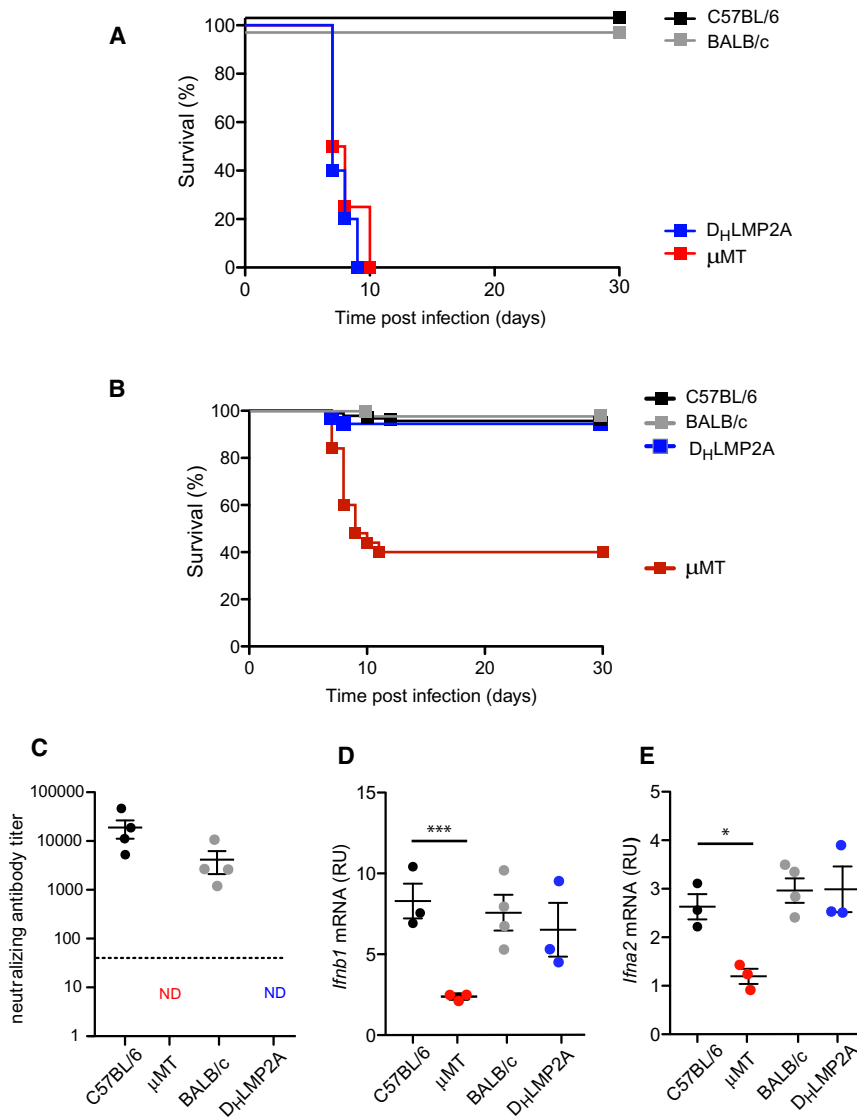 A
Survival (%)
100
80
60
40
20
0
0
10
20
30
Time post infection (days)
C57BL/6
BALB/c
DHLMP2A
μMT
B
Survival (%)
100
80
60
40
20
0
0
10
20
30
Time post infection (days)
C57BL/6
BALB/c
DHLMP2A
μMT
C
neutralizing antibody titer
100000
10000
1000
100
10
1
ND
ND
C57BL/6
μMT
BALB/c
DHLMP2A
D
Ifnb1 mRNA (RU)
15
10
5
0
***
C57BL/6
μMT
BALB/c
DHLMP2A
E
Ifna2 mRNA (RU)
5
4
3
2
1
0
*
C57BL/6
μMT
BALB/c
DHLMP2A